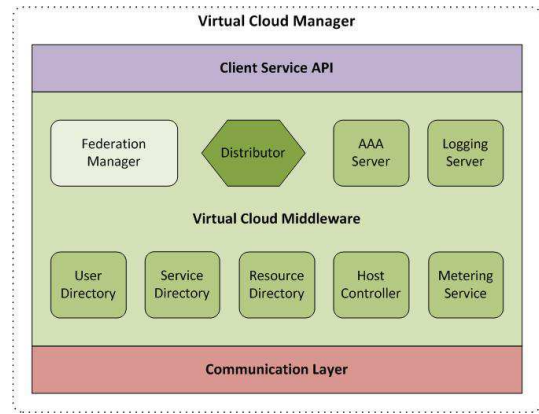 Virtual Cloud Manager
Client Service API
Federation
Manager
Distributor
AAA
Server
Logging
Server
Virtual Cloud Middleware
User
Directory
Service
Directory
Resource
Directory
Host
Controller
Metering
Service
Communication Layer